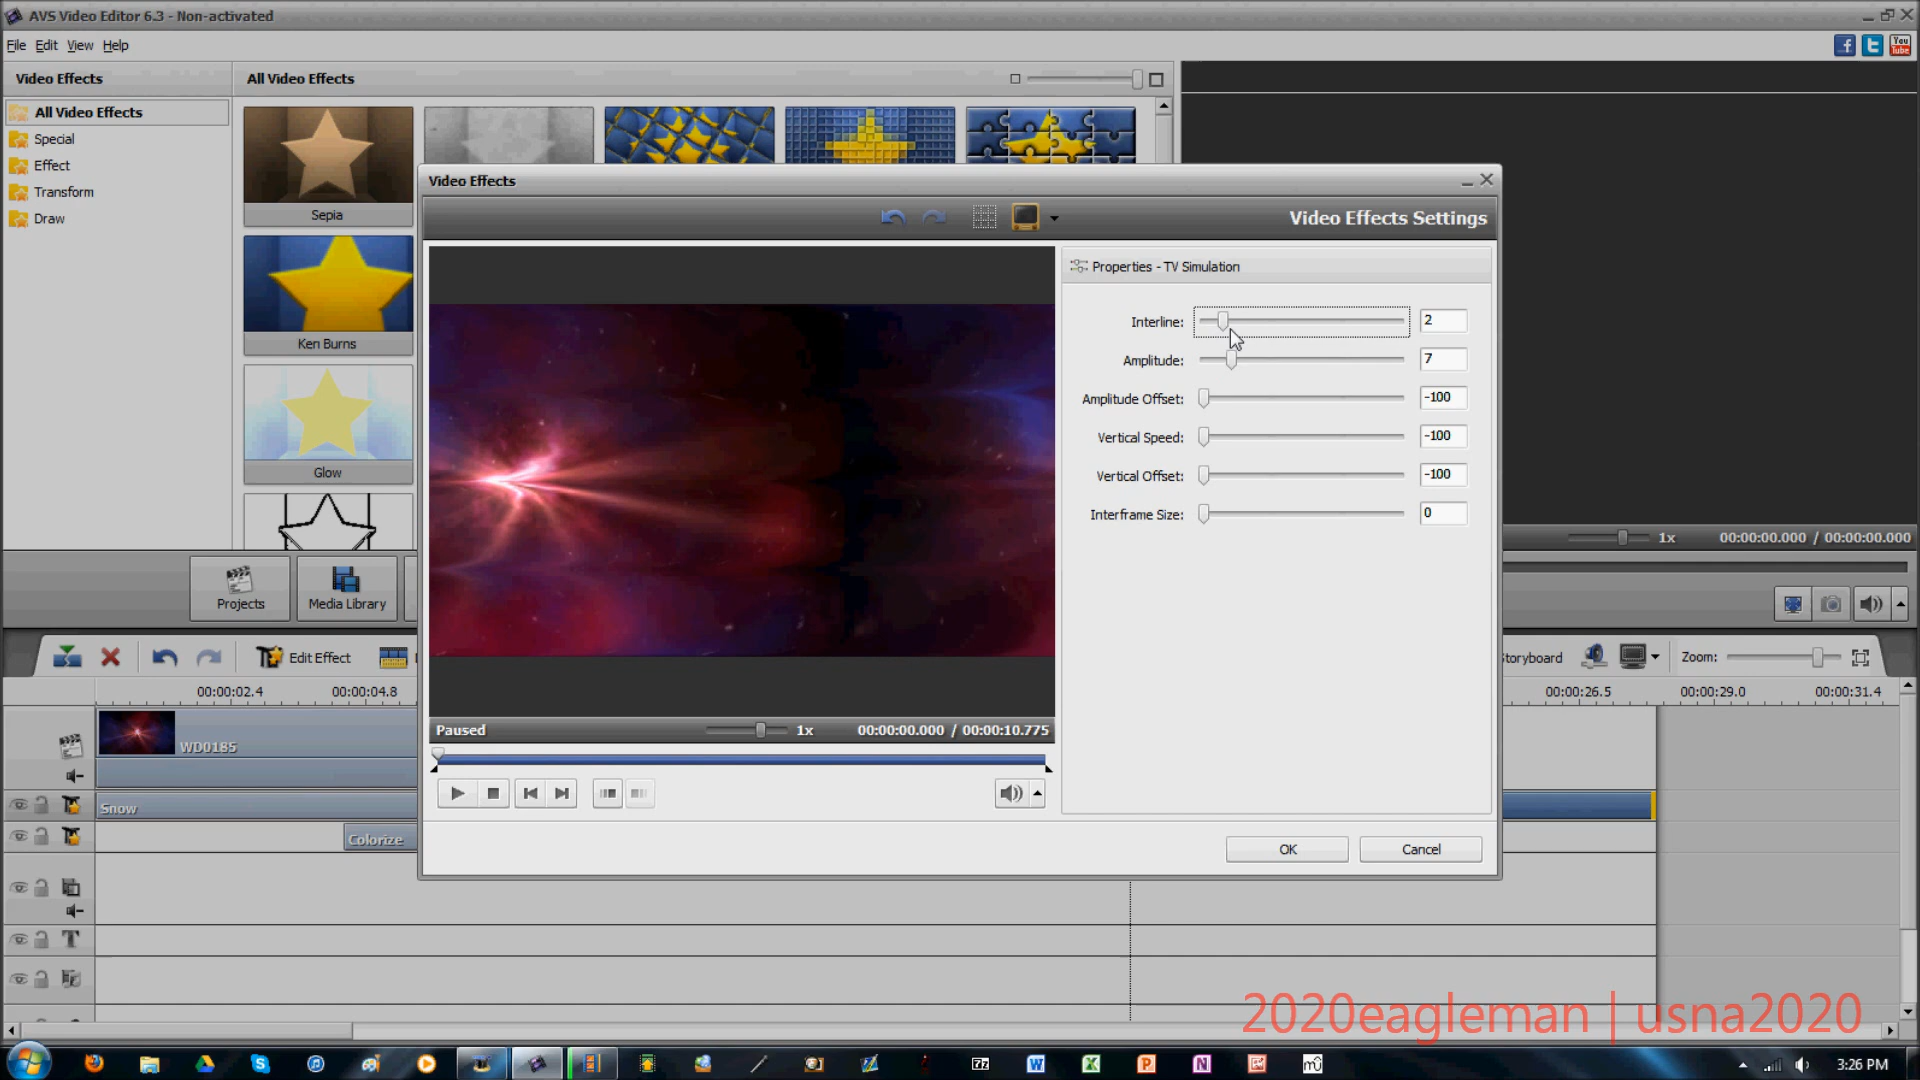 AVS Video Editor 6.3 - Non-activated
File Edit View Help
You
Tube
Video Effects
All Video Effects
All Video Effects
Special
Effect
Transform
Draw
Sepia
Ken Burns
Glow
Video Effects
Video Effects Settings
Properties - TV Simulation
Interline: 2
Amplitude: 7
Amplitude Offset: -100
Vertical Speed: -100
Vertical Offset: -100
Interframe Size: 0
Paused 1x 00:00:00.000 / 00:00:10.775
OK Cancel
1x 00:00:00.000 / 00:00:00.000
Projects Media Library
Edit Effect
toryboard Zoom:
00:00:02.4 00:00:04.8 00:00:26.5 00:00:29.0 00:00:31.4
WD0185
Snow
Colorize
T
2020eagleman | usna2020
3:26 PM